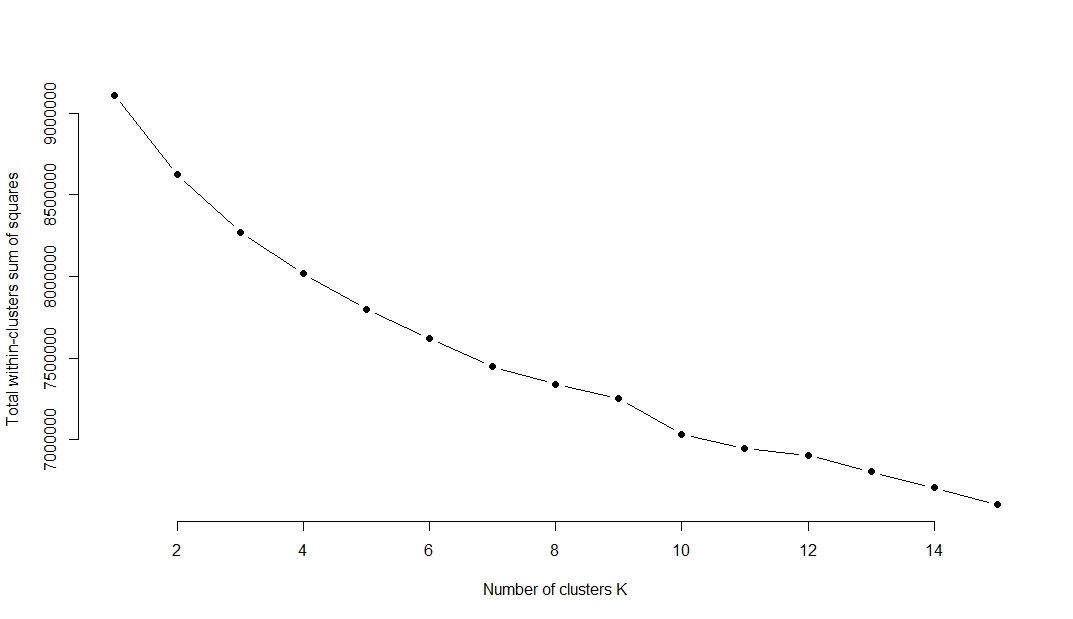 Total within-clusters sum of squares
9000000
8500000
8000000
7500000
7000000
2 4 6 8 10 12 14
Number of clusters K